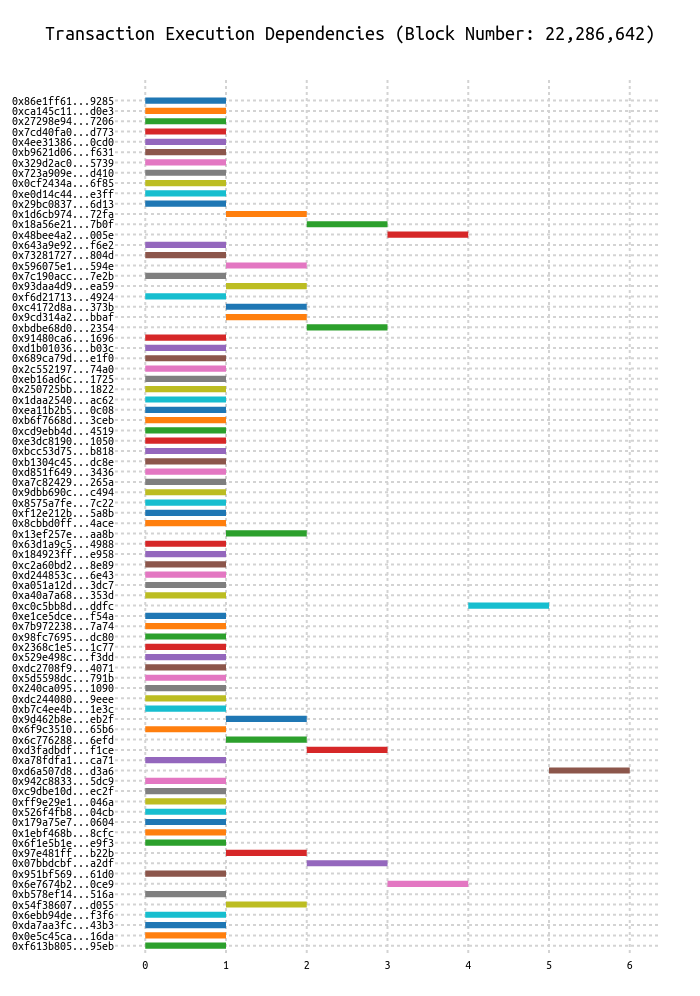 Transaction Execution Dependencies (Block Number: 22,286,642)
0x86e1ff61...9285
0xca145c11...d0e3
0x27298e94...7206
0x7cd40fa0...d773
0x4ee31386...0cd0
0xb9621d06...f631
0x329d2ac0...5739
0x723a909e...d410
0x0cf2434a...6f85
0xe0d14c44...e3ff
0x29bc0837...6d13
0x1d6cb974...72fa
0x18a56e21...7b0f
0x48bee4a2...005e
0x643a9e92...f6e2
0x73281727...804d
0x596075e1...594e
0x7c190acc...7e2b
0x93daa4d9...ea59
0xf6d21713...4924
0xc4172d8a...373b
0x9cd314a2...bbaf
0xbdbe68d0...2354
0x91480ca6...1696
0xd1b01036...b03c
0x689ca79d...e1f0
0x2c552197...74a0
0xeb16ad6c...1725
0x250725bb...1822
0x1daa2540...ac62
0xea11b2b5...0c08
0xb6f7668d...3ceb
0xcd9ebb4d...4519
0xe3dc8190...1050
0xbcc53d75...b818
0xb1304c45...dc8e
0xd851f649...3436
0xa7c82429...265a
0x9dbb690c...c494
0x8575a7fe...7c22
0xf12e212b...5a8b
0x8cbbd0ff...4ace
0x13ef257e...aa8b
0x63d1a9c5...4988
0x184923ff...e958
0xc2a60bd2...8e89
0xd244853c...6e43
0xa051a12d...3dc7
0xa40a7a68...353d
0xc0c5bb8d...ddfc
0xe1ce5dce...f54a
0x7b972238...7a74
0x98fc7695...dc80
0x2368c1e5...1c77
0x529e498c...f3dd
0xdc2708f9...4071
0x5d5598dc...791b
0x240ca095...1090
0xdc244080...9eee
0xb7c4ee4b...1e3c
0x9d462b8e...eb2f
0x6f9c3510...65b6
0x6c776288...6efd
0xd3fadbdf...f1ce
0xa78fdfa1...ca71
0xd6a507d8...d3a6
0x942c8833...5dc9
0xc9dbe10d...ec2f
0xff9e29e1...046a
0x526f4fb8...04cb
0x179a75e7...0604
0x1ebf468b...8cfc
0x6f1e5b1e...e9f3
0x97e481ff...b22b
0x07bbdcbf...a2df
0x951bf569...61d0
0x6e7674b2...0ce9
0xb578ef14...516a
0x54f38607...d055
0x6ebb94de...f3f6
0xda7aa3fc...43b3
0x0e5c45ca...16da
0xf613b805...95eb
0 1 2 3 4 5 6